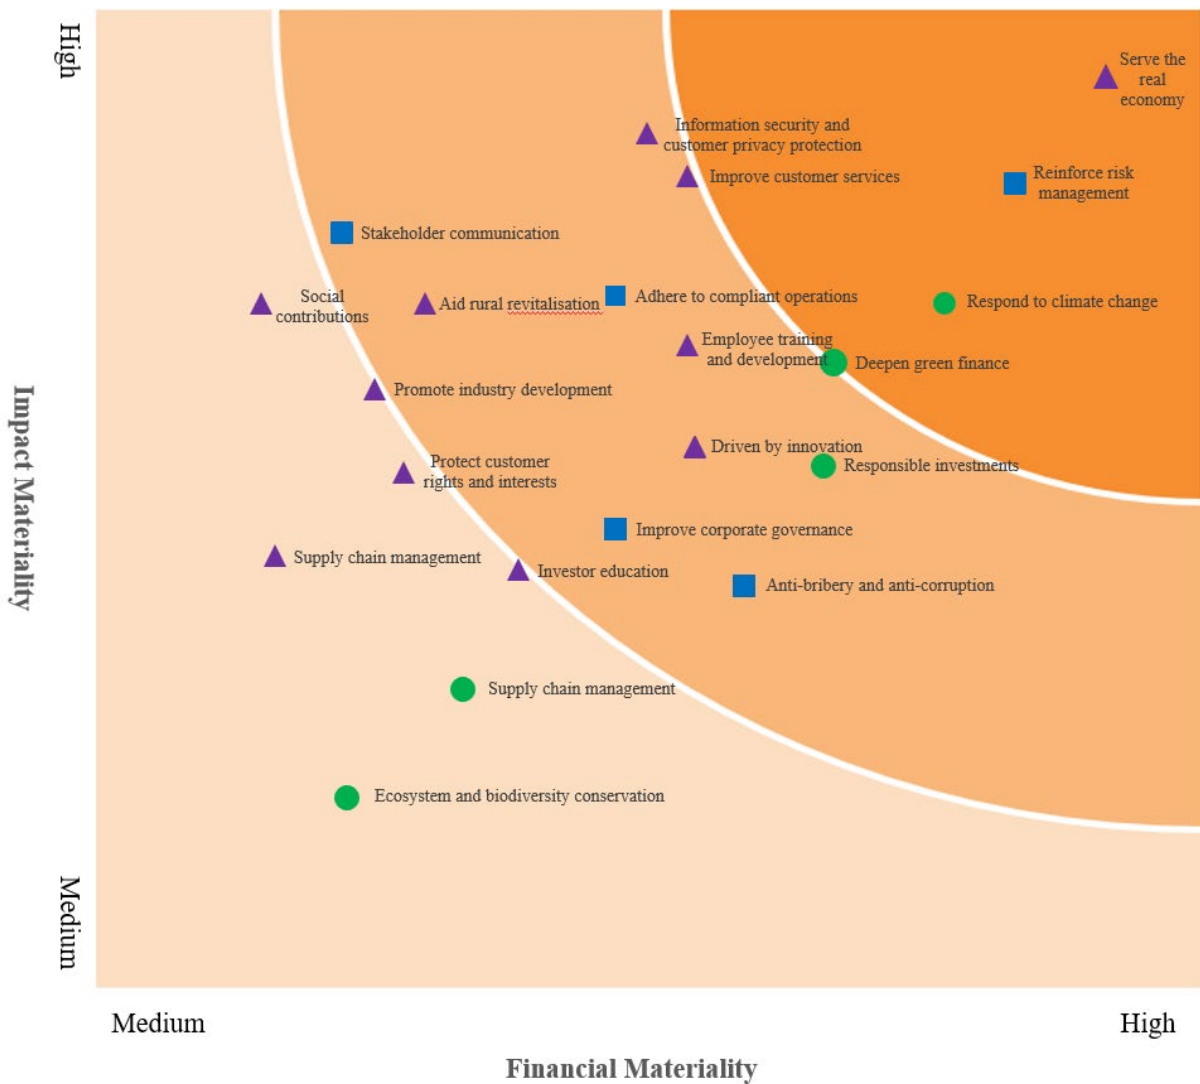 High
Serve the
real
economy
Information security and
customer privacy protection
Improve customer services
Reinforce risk
management
Stakeholder communication
Social
contributions
Aid rural revitalisation
Adhere to compliant operations
Respond to climate change
Employee training
and development
Deepen green finance
Promote industry development
Driven by innovation
Protect customer
rights and interests
Responsible investments
Improve corporate governance
Supply chain management
Investor education
Anti-bribery and anti-corruption
Supply chain management
Ecosystem and biodiversity conservation
Impact Materiality
Medium
Medium
High
Financial Materiality